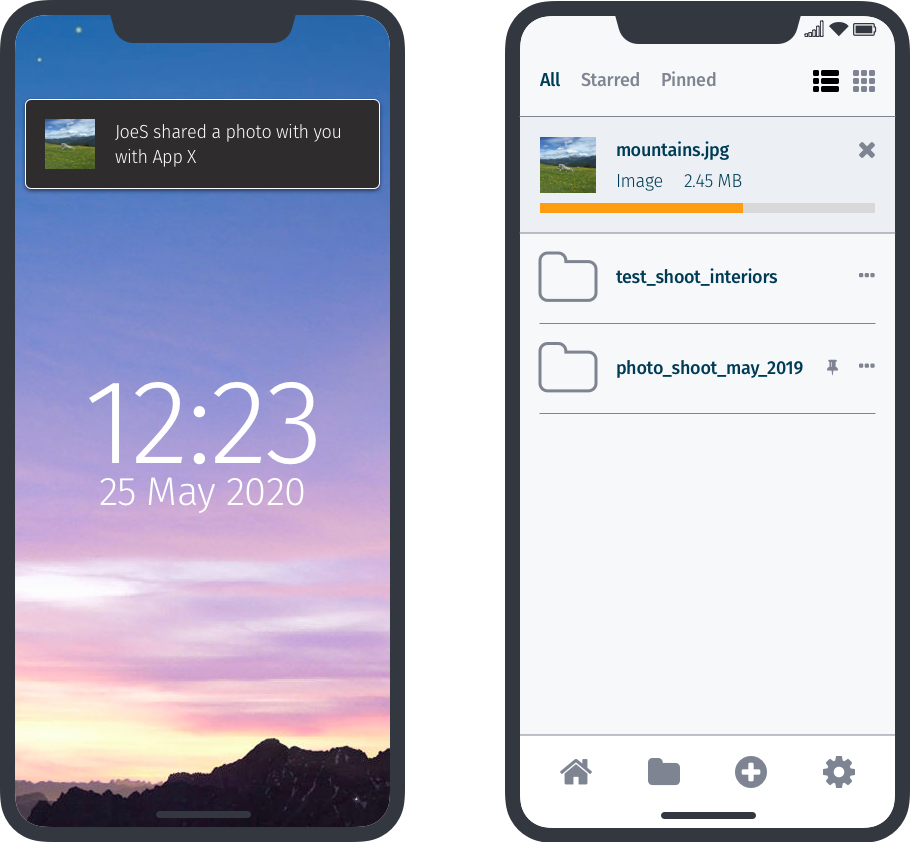 JoeS shared a photo with you
with App X
12:23
25 May 2020
All Starred Pinned
mountains.jpg
Image 2.45 MB
test_shoot_interiors
photo_shoot_may_2019